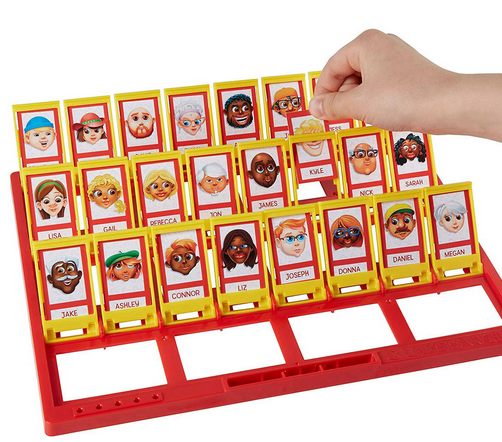 LISA
GAIL
REBECCA
JON
JAMES
KYLE
NICK
SARAH
JAKE
ASHLEY
CONNOR
LIZ
JOSEPH
DONNA
DANIEL
MEGAN